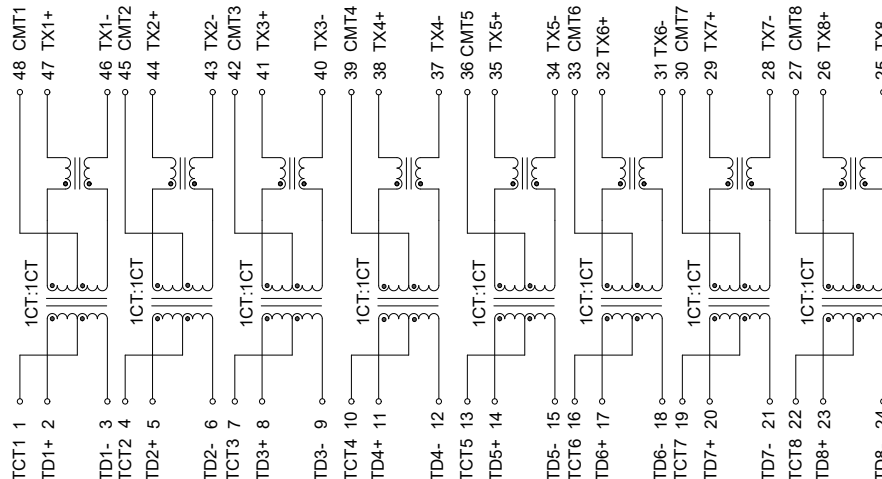 48 CMT1
47 TX1+
46 TX1-
45 CMT2
44 TX2+
43 TX2-
42 CMT3
41 TX3+
40 TX3-
39 CMT4
38 TX4+
37 TX4-
36 CMT5
35 TX5+
34 TX5-
33 CMT6
32 TX6+
31 TX6-
30 CMT7
29 TX7+
28 TX7-
27 CMT8
26 TX8+
1CT:1CT
1CT:1CT
1CT:1CT
1CT:1CT
1CT:1CT
1CT:1CT
1CT:1CT
1CT:1CT
TCT1 1
TD1+ 2
TD1- 3
TCT2 4
TD2+ 5
TD2- 6
TCT3 7
TD3+ 8
TD3- 9
TCT4 10
TD4+ 11
TD4- 12
TCT5 13
TD5+ 14
TD5- 15
TCT6 16
TD6+ 17
TD6- 18
TCT7 19
TD7+ 20
TD7- 21
TCT8 22
TD8+ 23